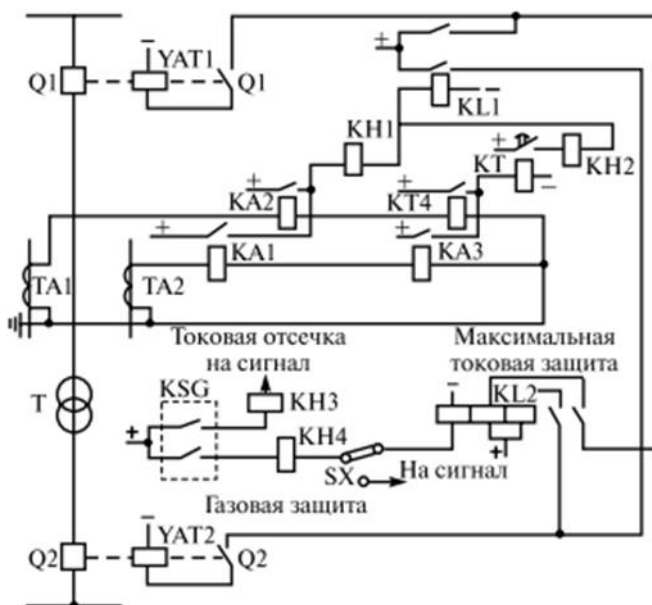 YAT1
Q1
Q1
+
KL1
KH1
+
KT
KH2
+
KA2
+
KT4
+
KA1
+
KA3
TA1
TA2
Токовая отсечка
на сигнал
Максимальная
токовая защита
KSG
KH3
KL2
T
+
KH4
SX
На сигнал
+
Газовая защита
YAT2
Q2
Q2